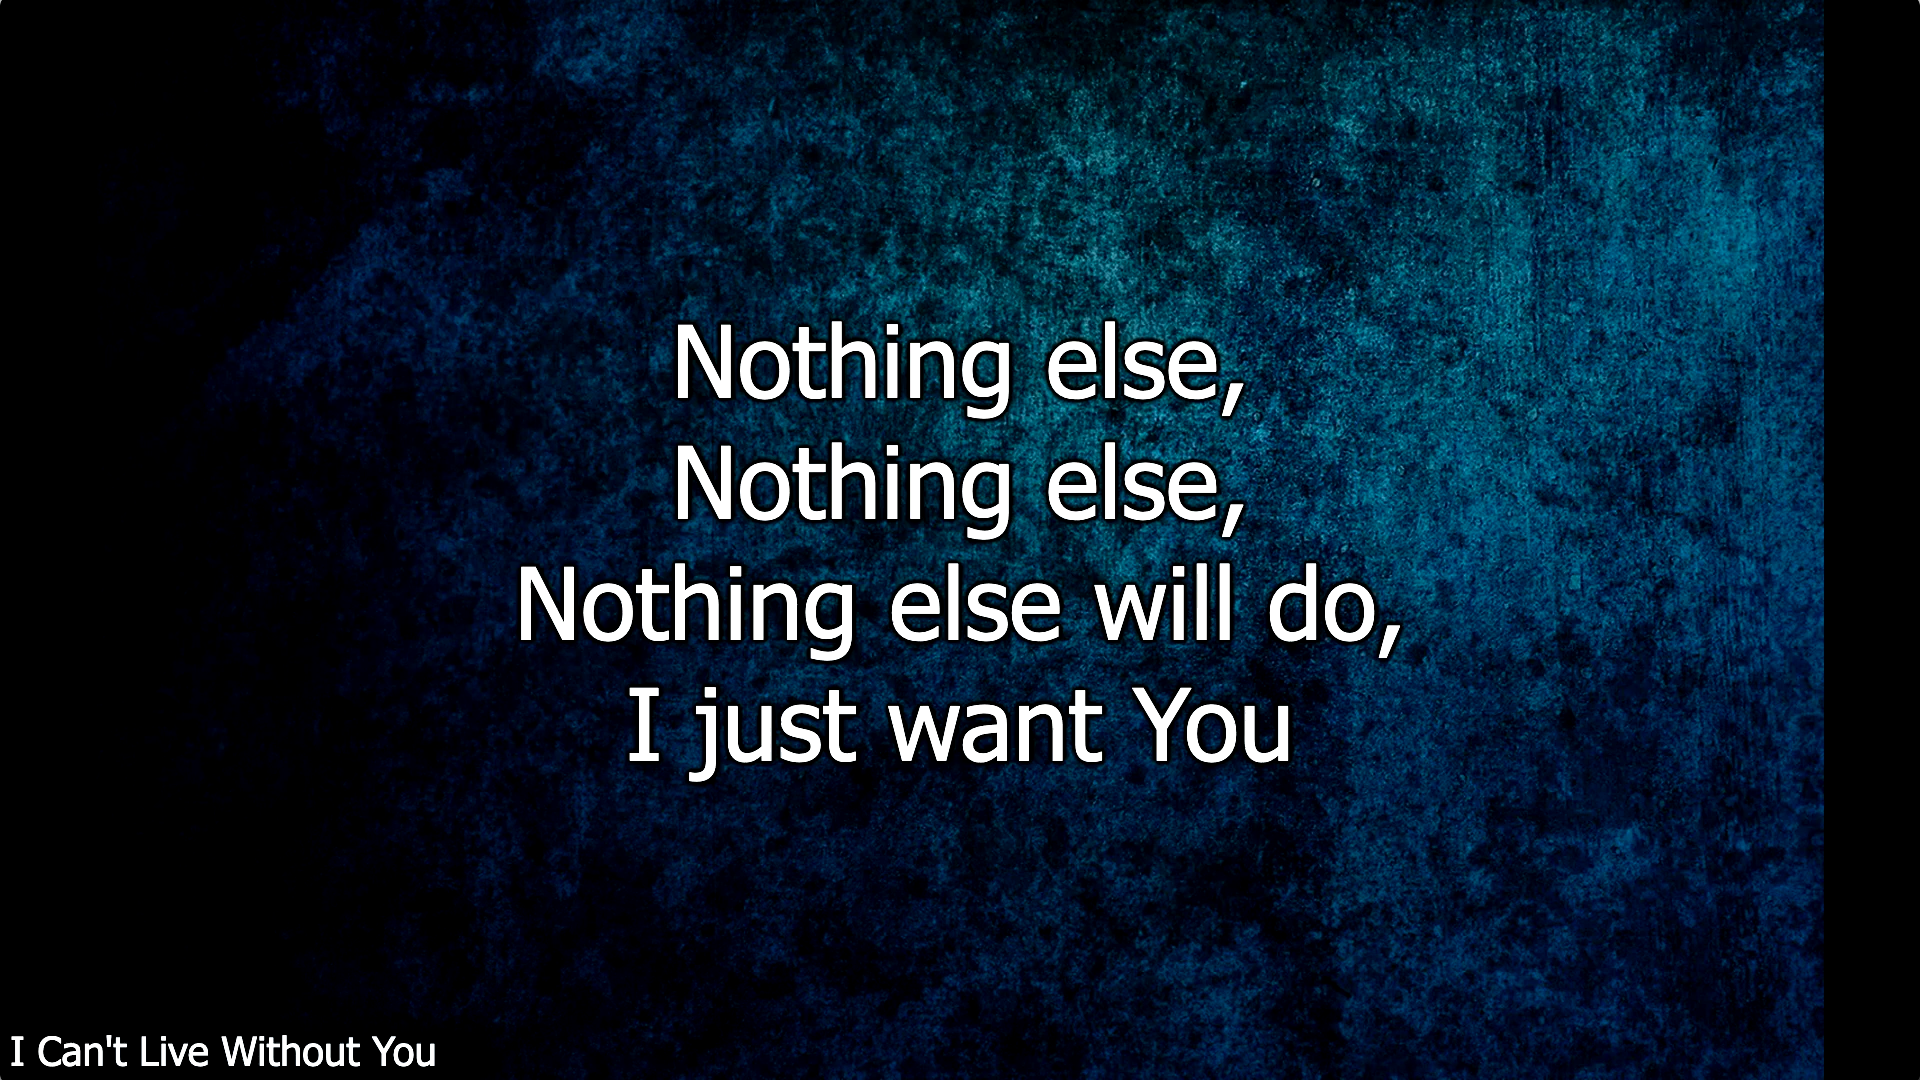 Nothing else,
Nothing else,
Nothing else will do,
I just want You
I Can't Live Without You